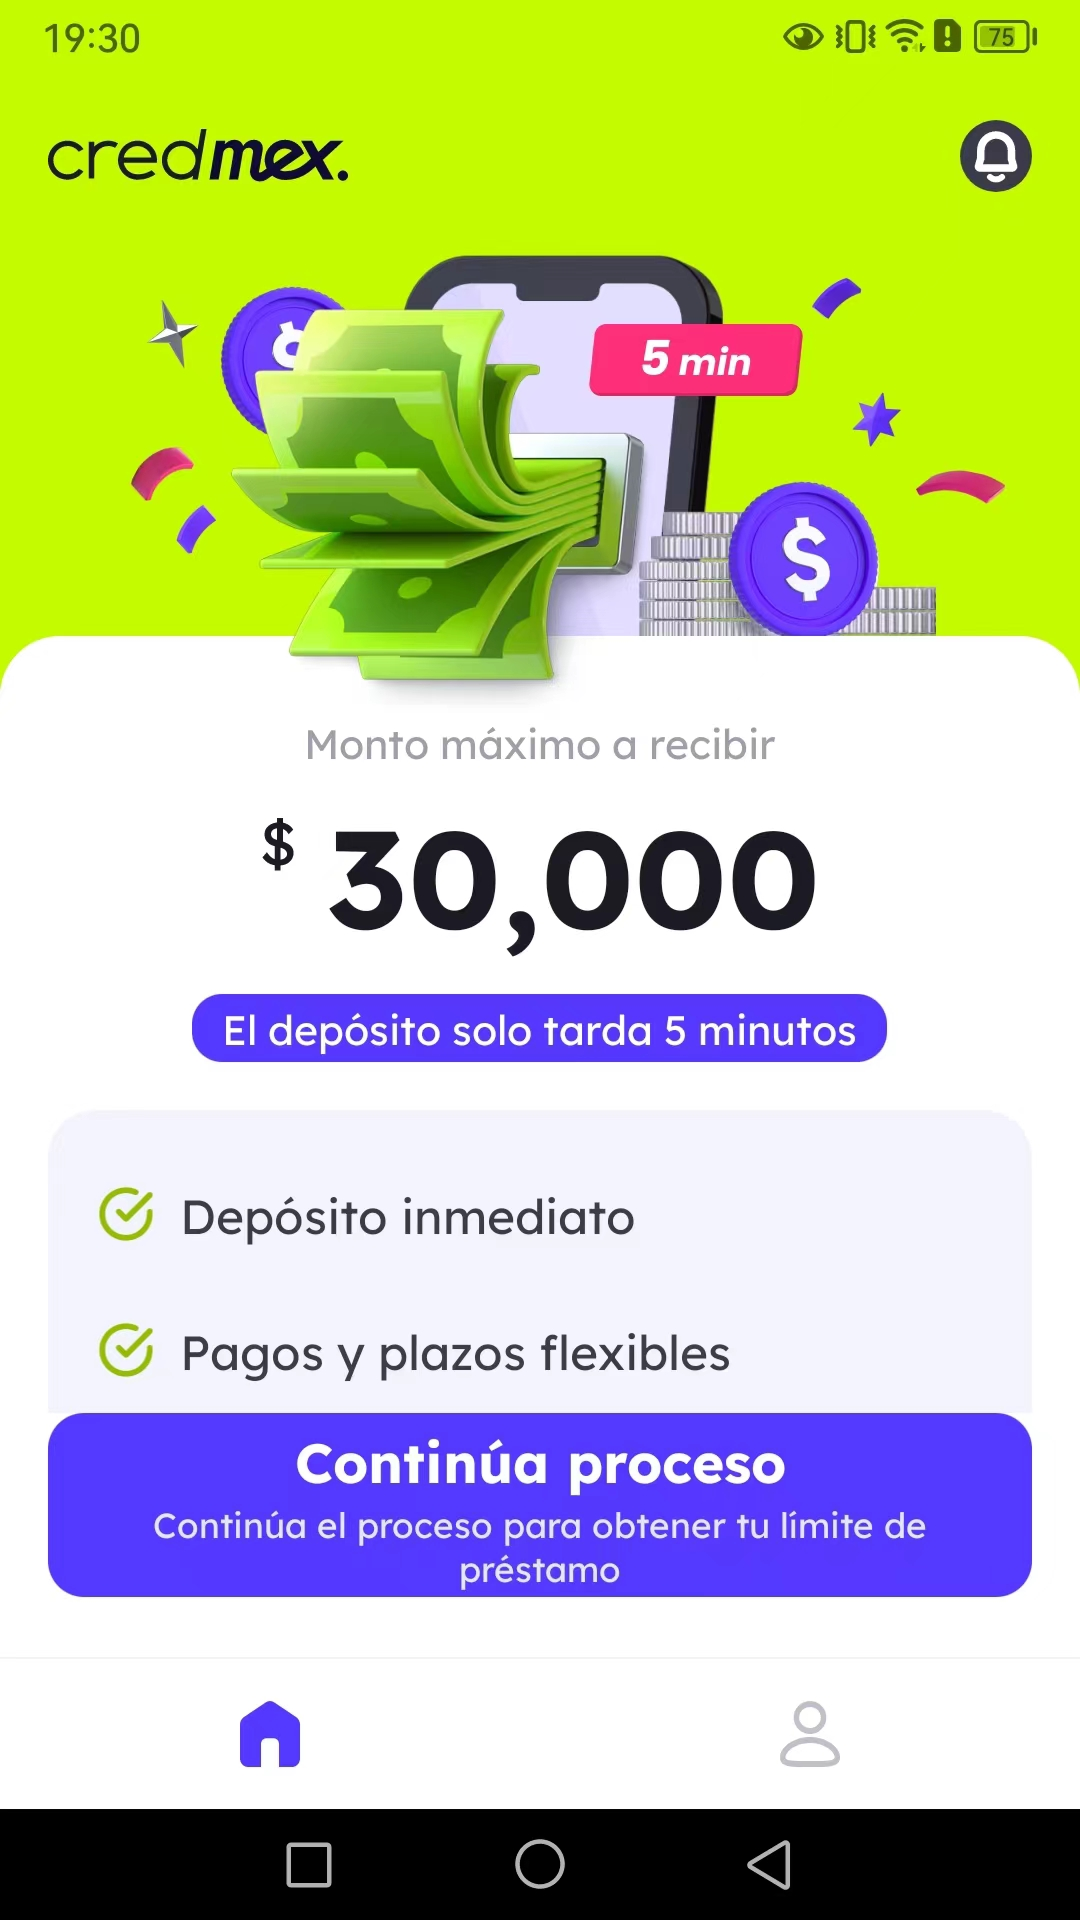 19:30
75
credmex.
5 min
$
Monto máximo a recibir
$ 30,000
El depósito solo tarda 5 minutos
Depósito inmediato
Pagos y plazos flexibles
Continúa proceso
Continúa el proceso para obtener tu límite de
préstamo